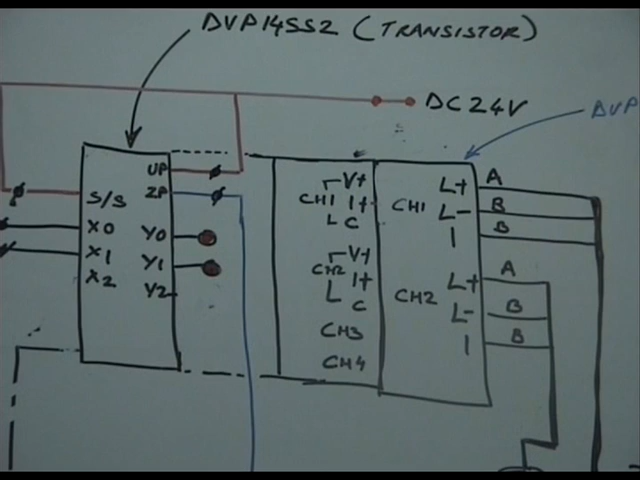 DVP14SS2 (TRANSISTOR)
DC 24V
DVP
UP
ZP
S/S
X0
X1
X2
Y0
Y1
Y2
V+
CH1 I+
C
V+
CH2 I+
C
CH3
CH4
CH1
L+
L-
I
CH2
L+
L-
I
A
B
B
A
B
B